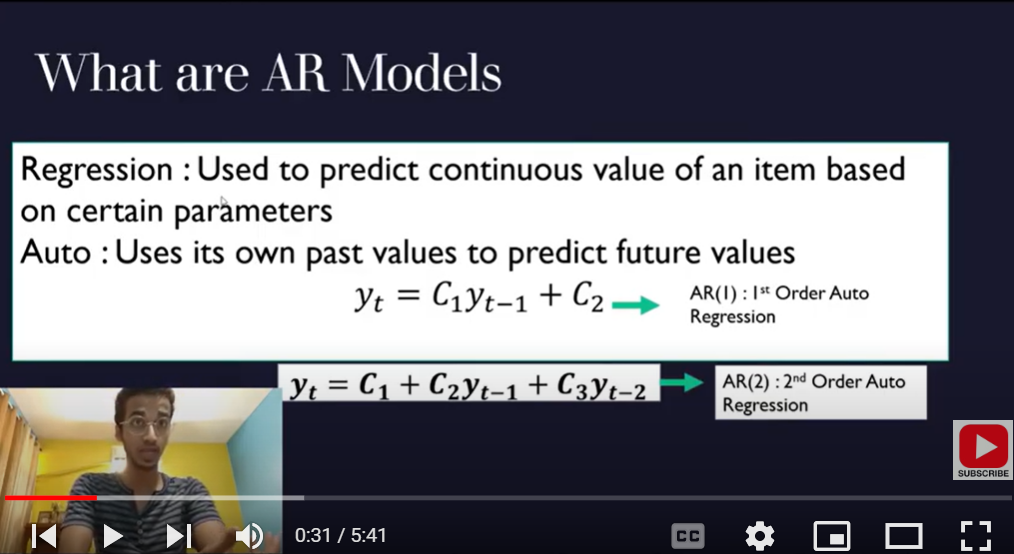 What are AR Models
Regression : Used to predict continuous value of an item based
on certain parameters
Auto : Uses its own past values to predict future values
yₜ = C₁yₜ₋₁ + C₂
AR(1) : 1ˢᵗ Order Auto
Regression
yₜ = C₁ + C₂yₜ₋₁ + C₃yₜ₋₂
AR(2) : 2ⁿᵈ Order Auto
Regression
SUBSCRIBE
0:31 / 5:41
CC